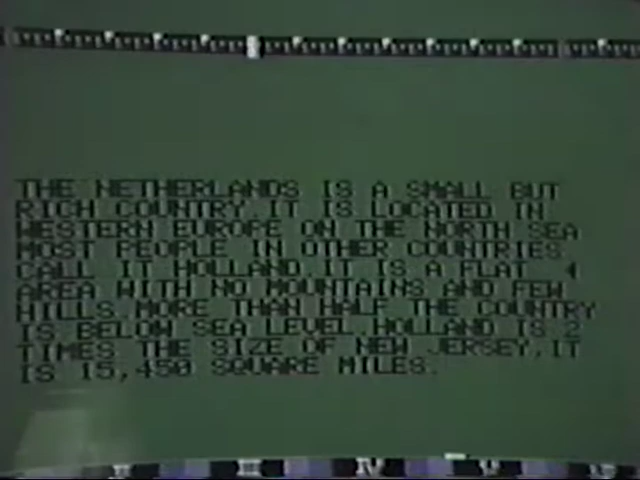 THE NETHERLANDS IS A SMALL BUT
RICH COUNTRY.IT IS LOCATED IN
WESTERN EUROPE ON THE NORTH SEA
MOST PEOPLE IN OTHER COUNTRIES
CALL IT HOLLAND.IT IS A FLAT
AREA WITH NO MOUNTAINS AND FEW
HILLS.MORE THAN HALF THE COUNTRY
IS BELOW SEA LEVEL.HOLLAND IS 2
TIMES THE SIZE OF NEW JERSEY.IT
IS 15,450 SQUARE MILES.
II III IV V